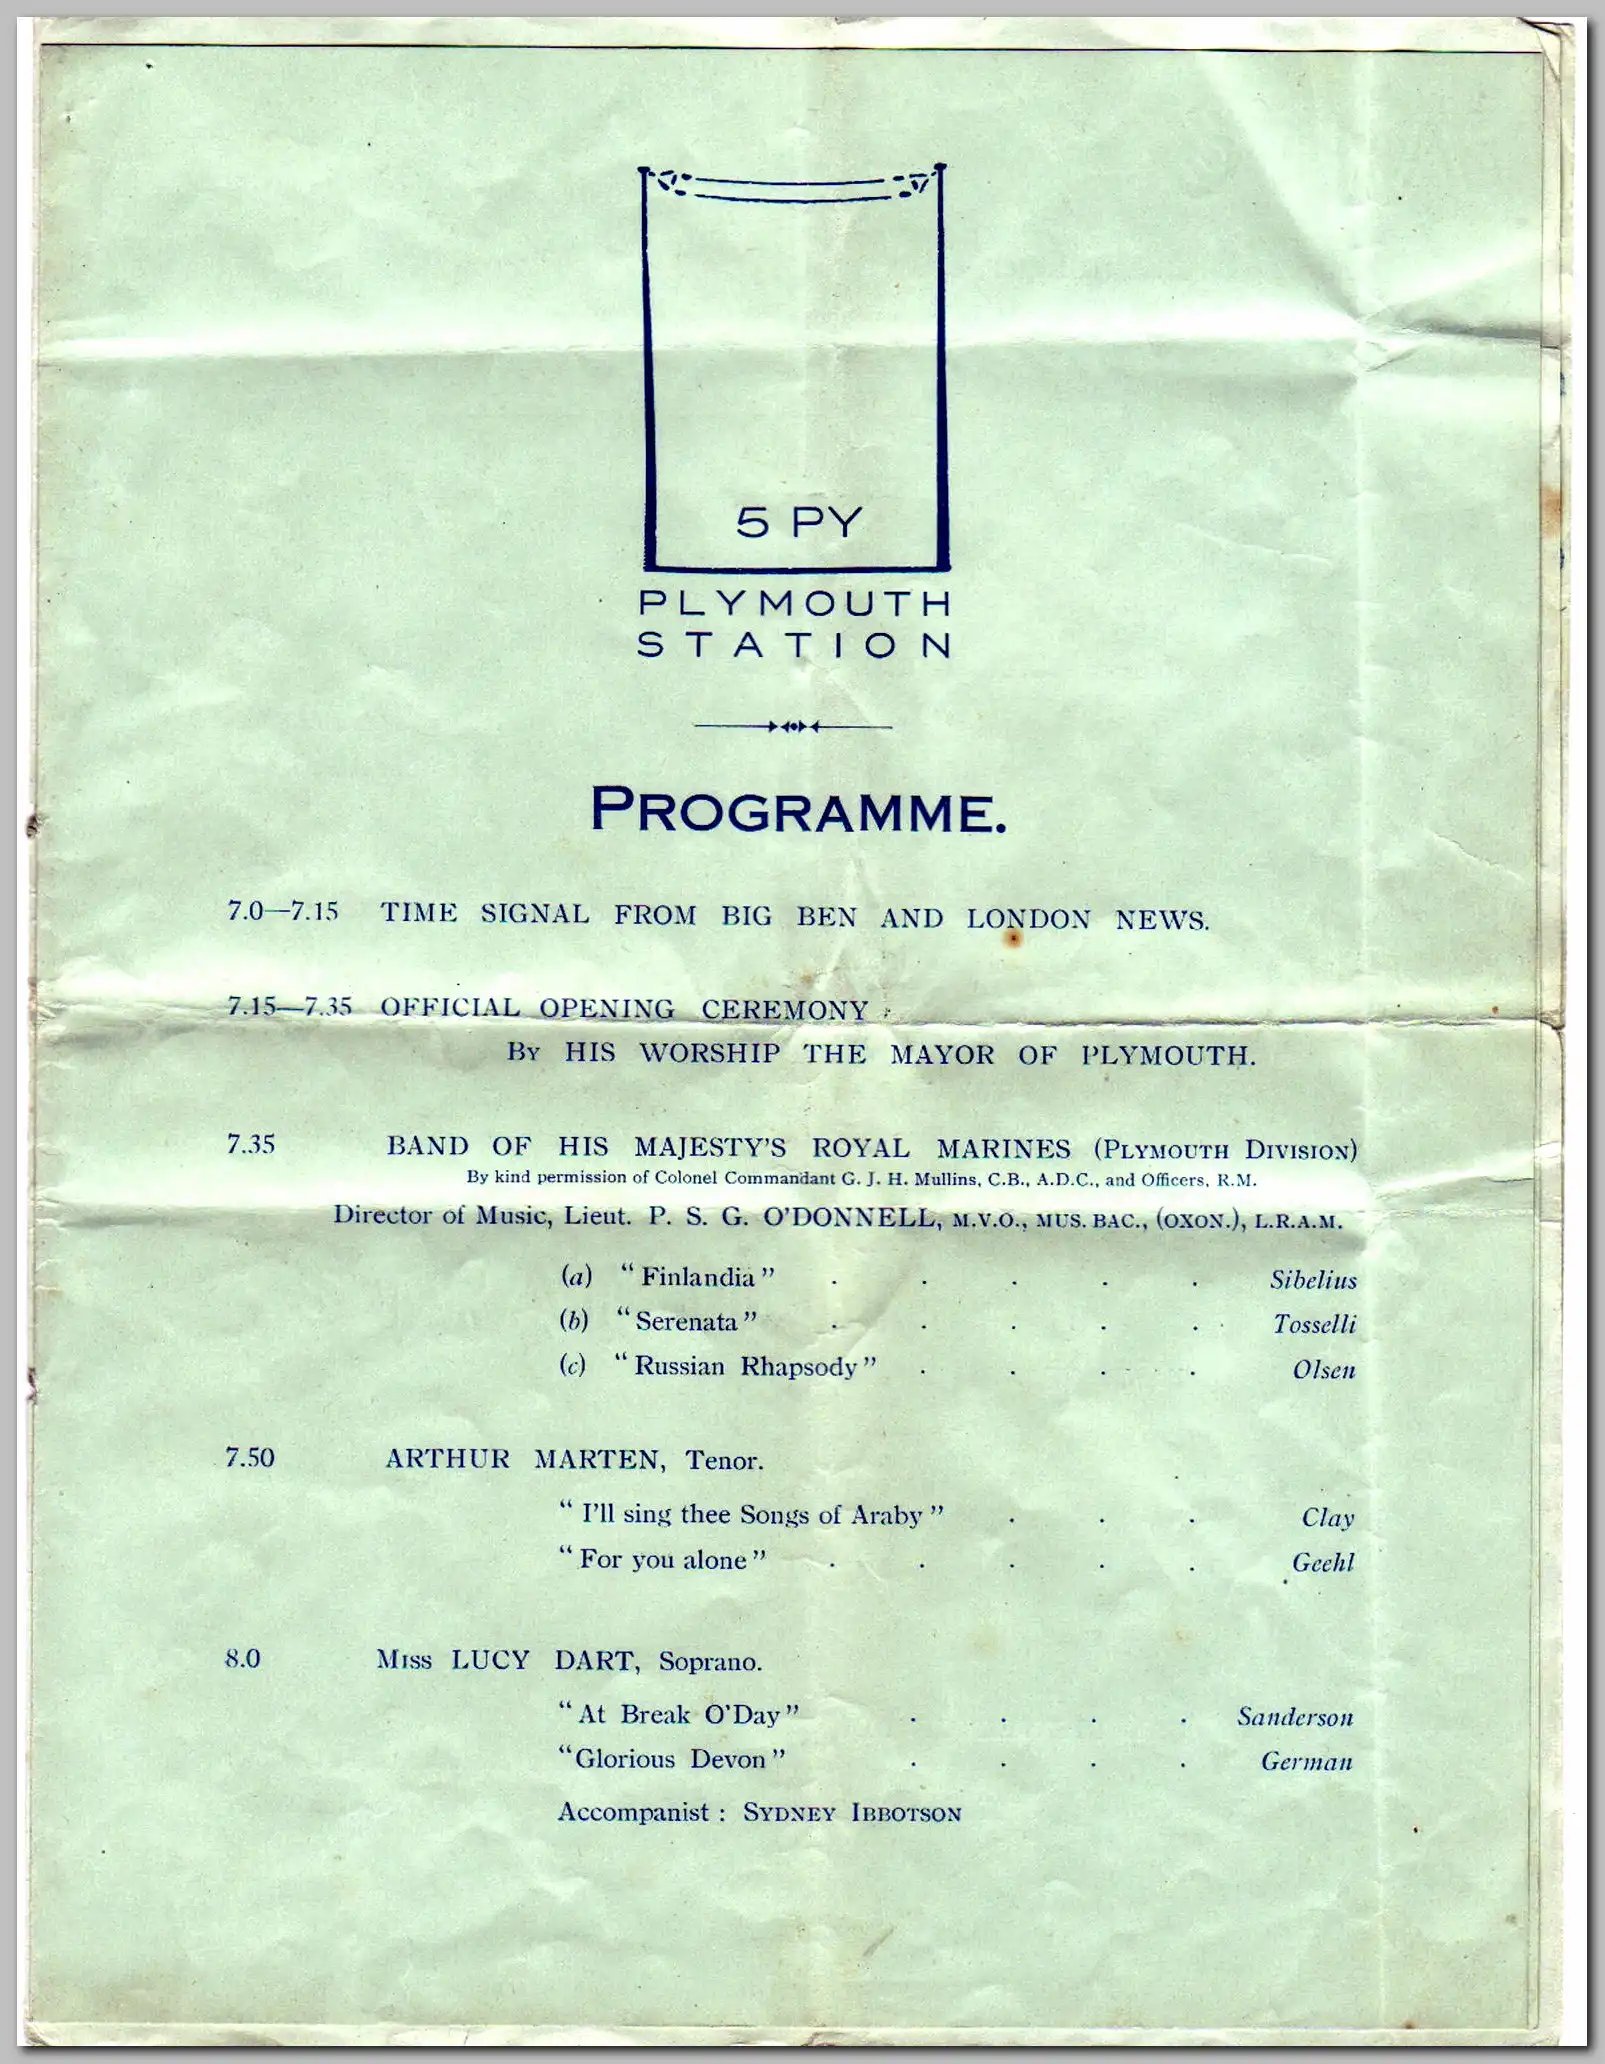 5 PY
PLYMOUTH
STATION
PROGRAMME.
7.0—7.15 TIME SIGNAL FROM BIG BEN AND LONDON NEWS.
7.15—7.35 OFFICIAL OPENING CEREMONY :
BY HIS WORSHIP THE MAYOR OF PLYMOUTH.
7.35 BAND OF HIS MAJESTY'S ROYAL MARINES (PLYMOUTH DIVISION)
By kind permission of Colonel Commandant G. J. H. Mullins, C.B., A.D.C., and Officers, R.M.
Director of Music, Lieut. P. S. G. O'DONNELL, M.V.O., MUS. BAC., (OXON.), L.R.A.M.
(a) “ Finlandia ” . . . . . Sibelius
(b) “ Serenata ” . . . . . Tosselli
(c) “ Russian Rhapsody ” . . . . Olsen
7.50 ARTHUR MARTEN, Tenor.
“ I'll sing thee Songs of Araby ” . . . Clay
“ For you alone ” . . . . . Geehl
8.0 MISS LUCY DART, Soprano.
“ At Break O'Day ” . . . . Sanderson
“Glorious Devon ” . . . . German
Accompanist : SYDNEY IBBOTSON